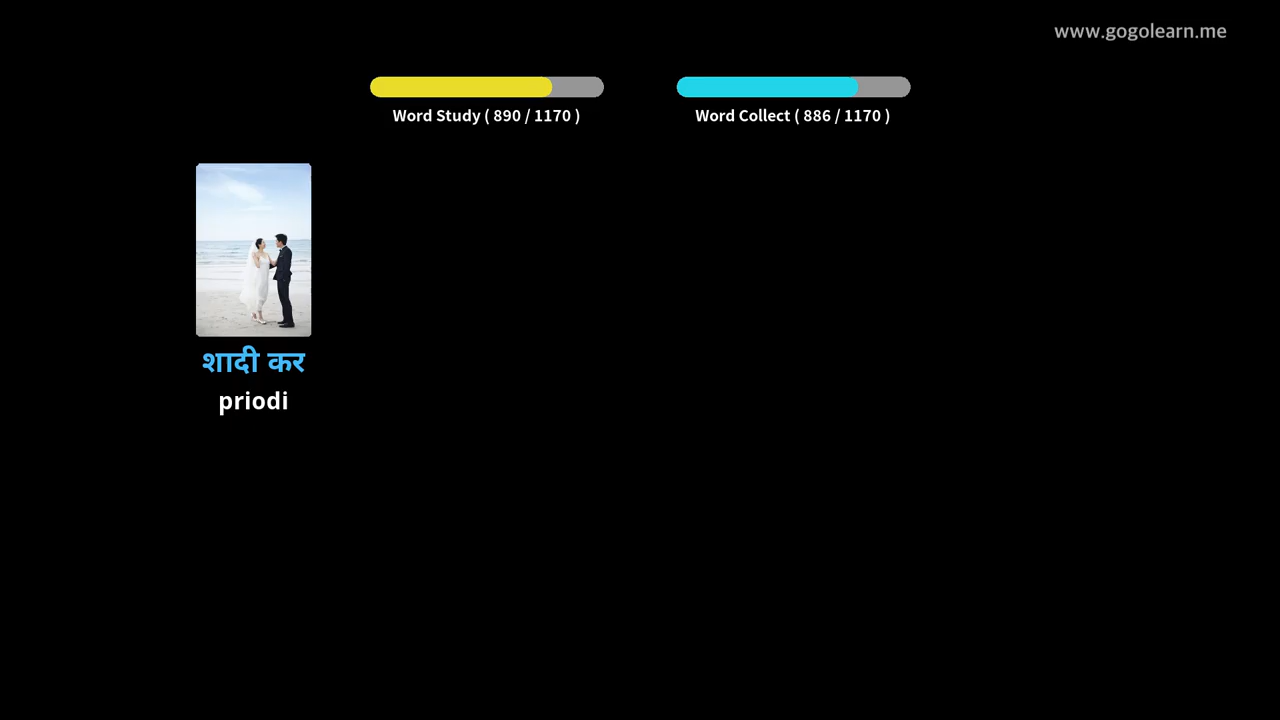 www.gogolearn.me
Word Study ( 890 / 1170 )
Word Collect ( 886 / 1170 )
शादी कर
priodi